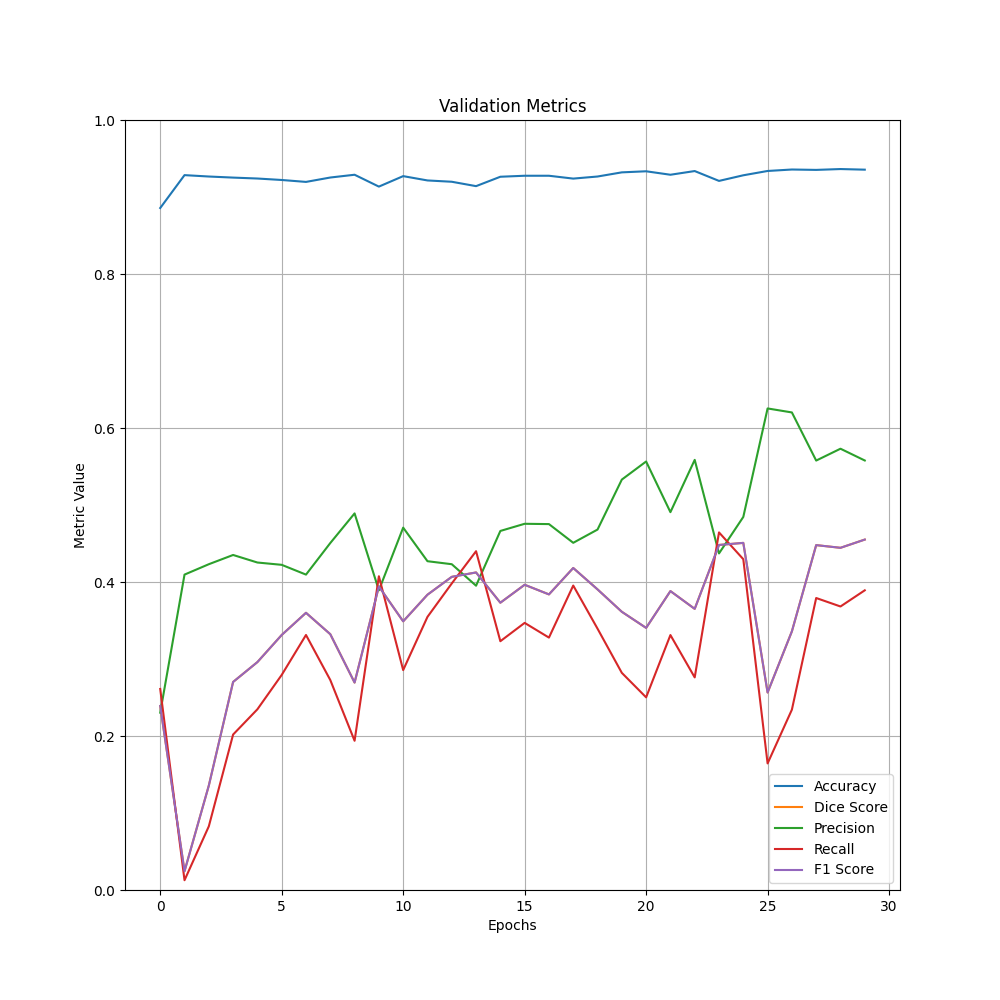 Validation Metrics
1.0
0.8
0.6
0.4
0.2
0.0
Metric Value
0 5 10 15 20 25 30
Epochs
Accuracy
Dice Score
Precision
Recall
F1 Score